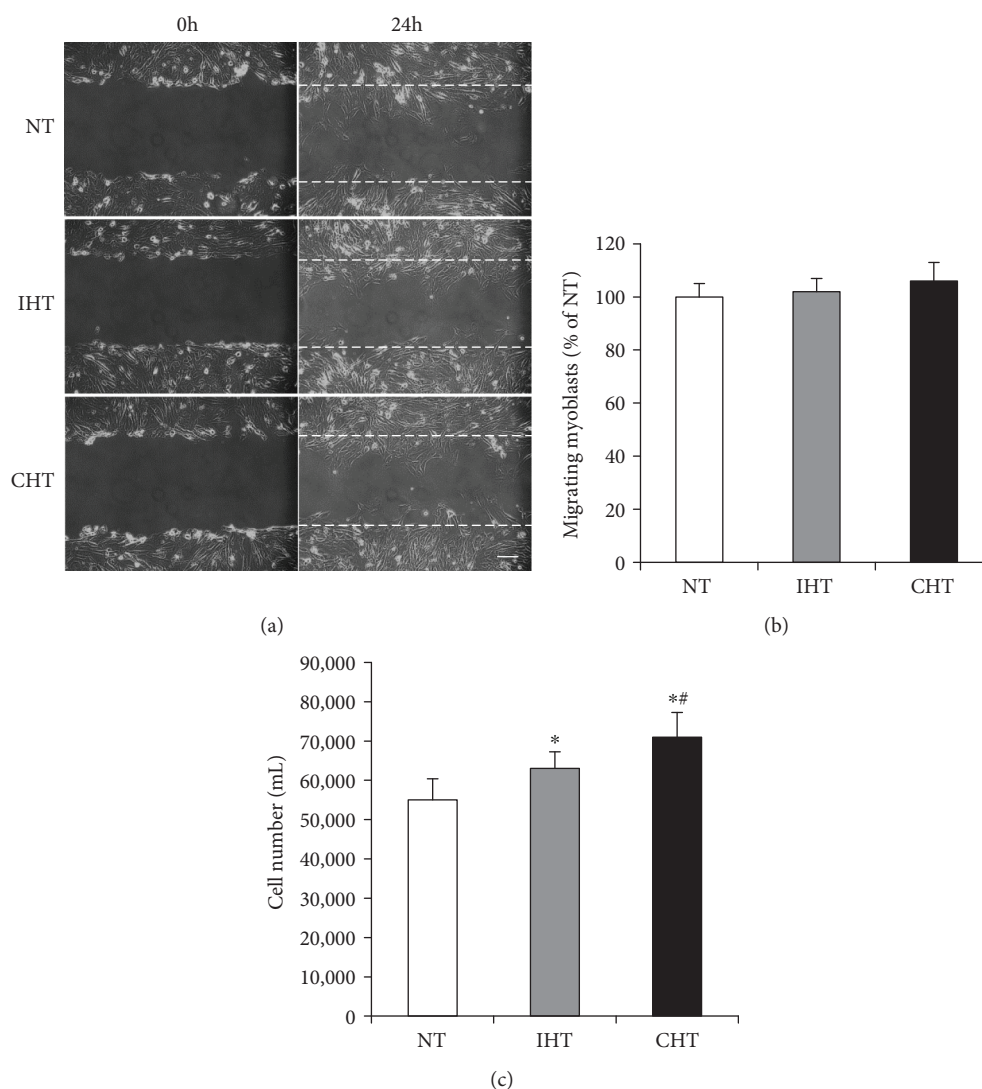 0h 24h
NT
IHT
CHT
(a)
Migrating myoblasts (% of NT)
120
100
80
60
40
20
0
NT IHT CHT
(b)
Cell number (mL)
90,000
80,000
70,000
60,000
50,000
40,000
30,000
20,000
10,000
0
*
*#
NT IHT CHT
(c)